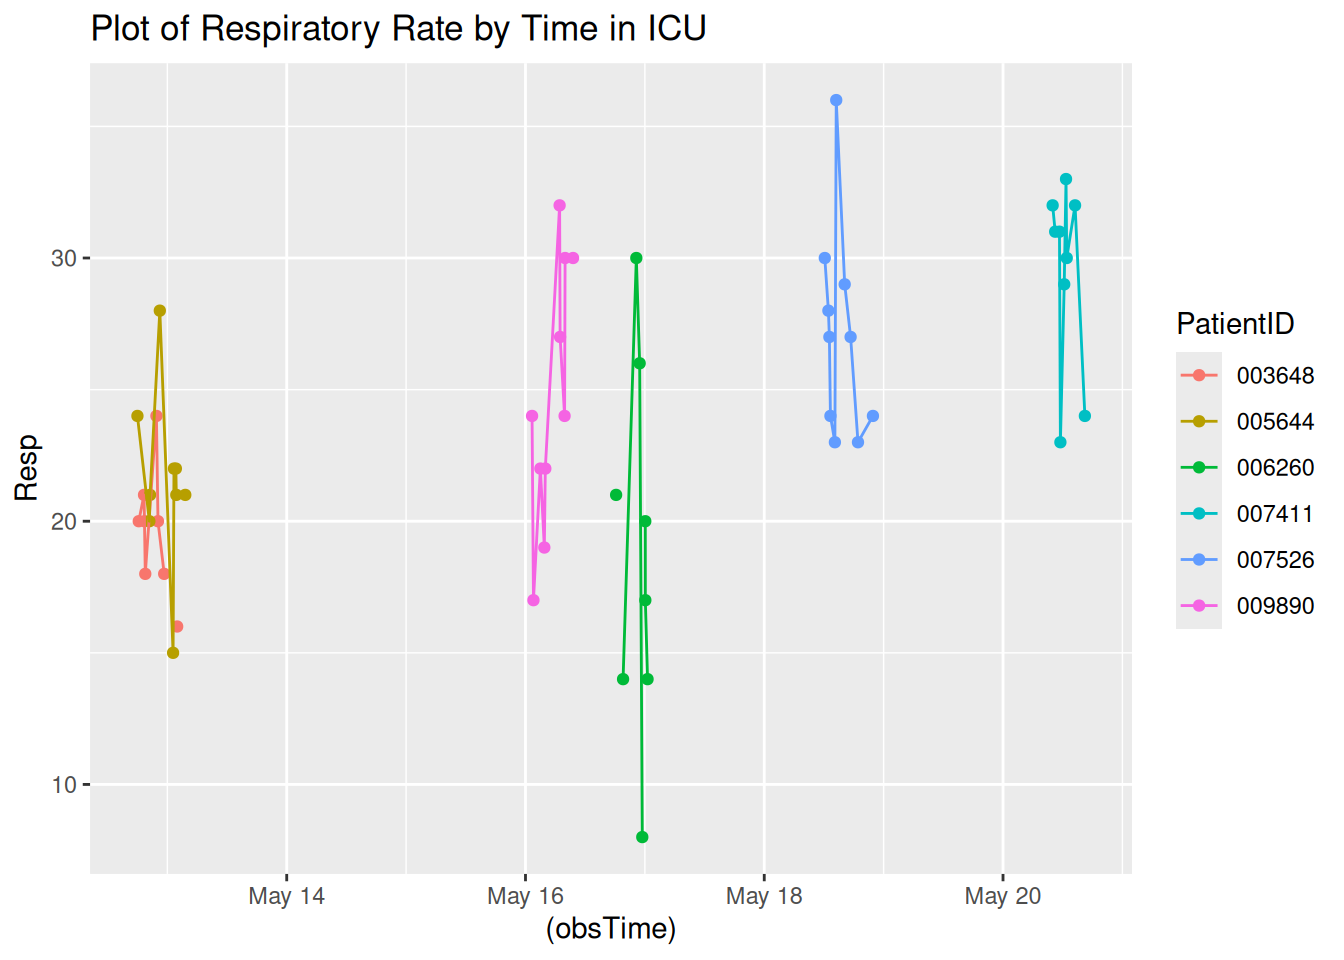 Plot of Respiratory Rate by Time in ICU
30
20
10
Resp
May 14
May 16
May 18
May 20
(obsTime)
PatientID
003648
005644
006260
007411
007526
009890